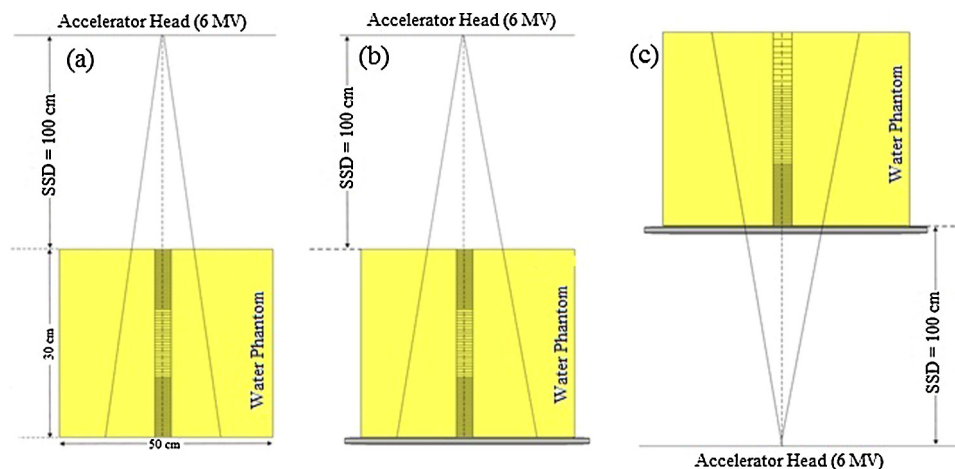 Accelerator Head (6 MV)
(a)
SSD = 100 cm
30 cm
Water Phantom
50 cm
Accelerator Head (6 MV)
(b)
SSD = 100 cm
Water Phantom
(c)
Water Phantom
SSD = 100 cm
Accelerator Head (6 MV)